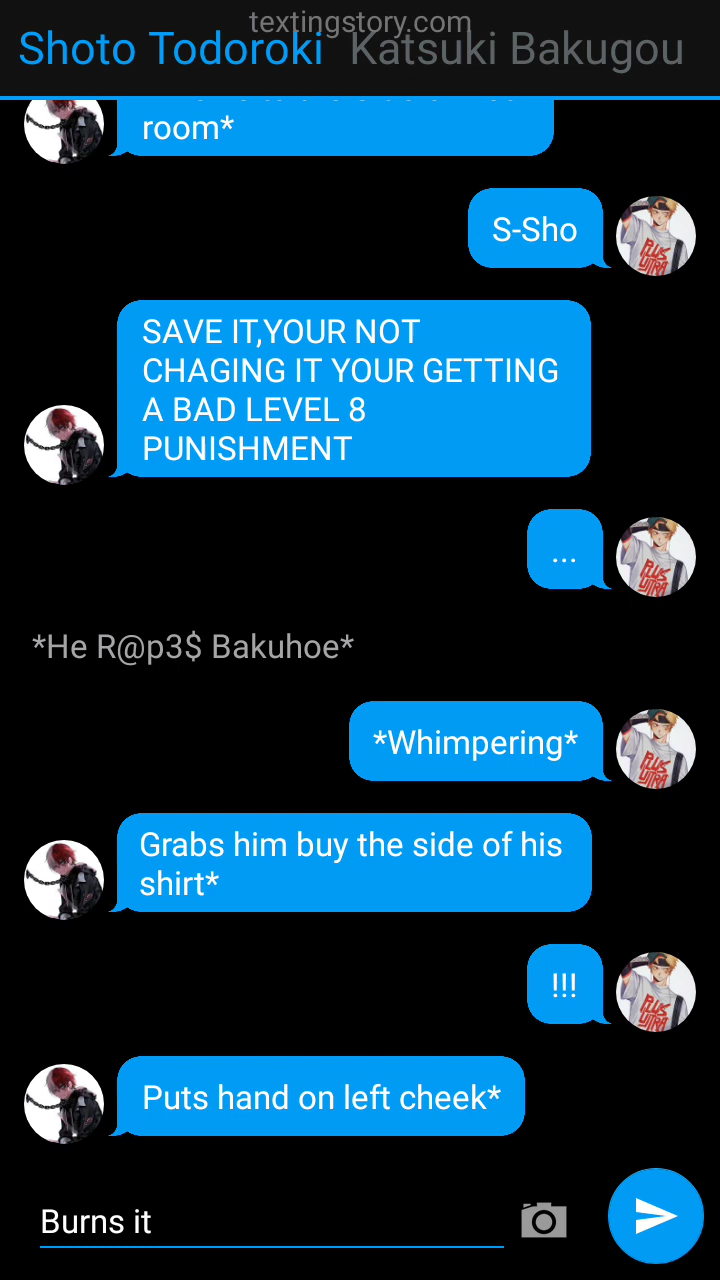 textingstory.com
Shoto Todoroki Katsuki Bakugou
room*
S-Sho
SAVE IT,YOUR NOT
CHAGING IT YOUR GETTING
A BAD LEVEL 8
PUNISHMENT
...
*He R@p3$ Bakuhoe*
*Whimpering*
Grabs him buy the side of his
shirt*
!!!
Puts hand on left cheek*
Burns it